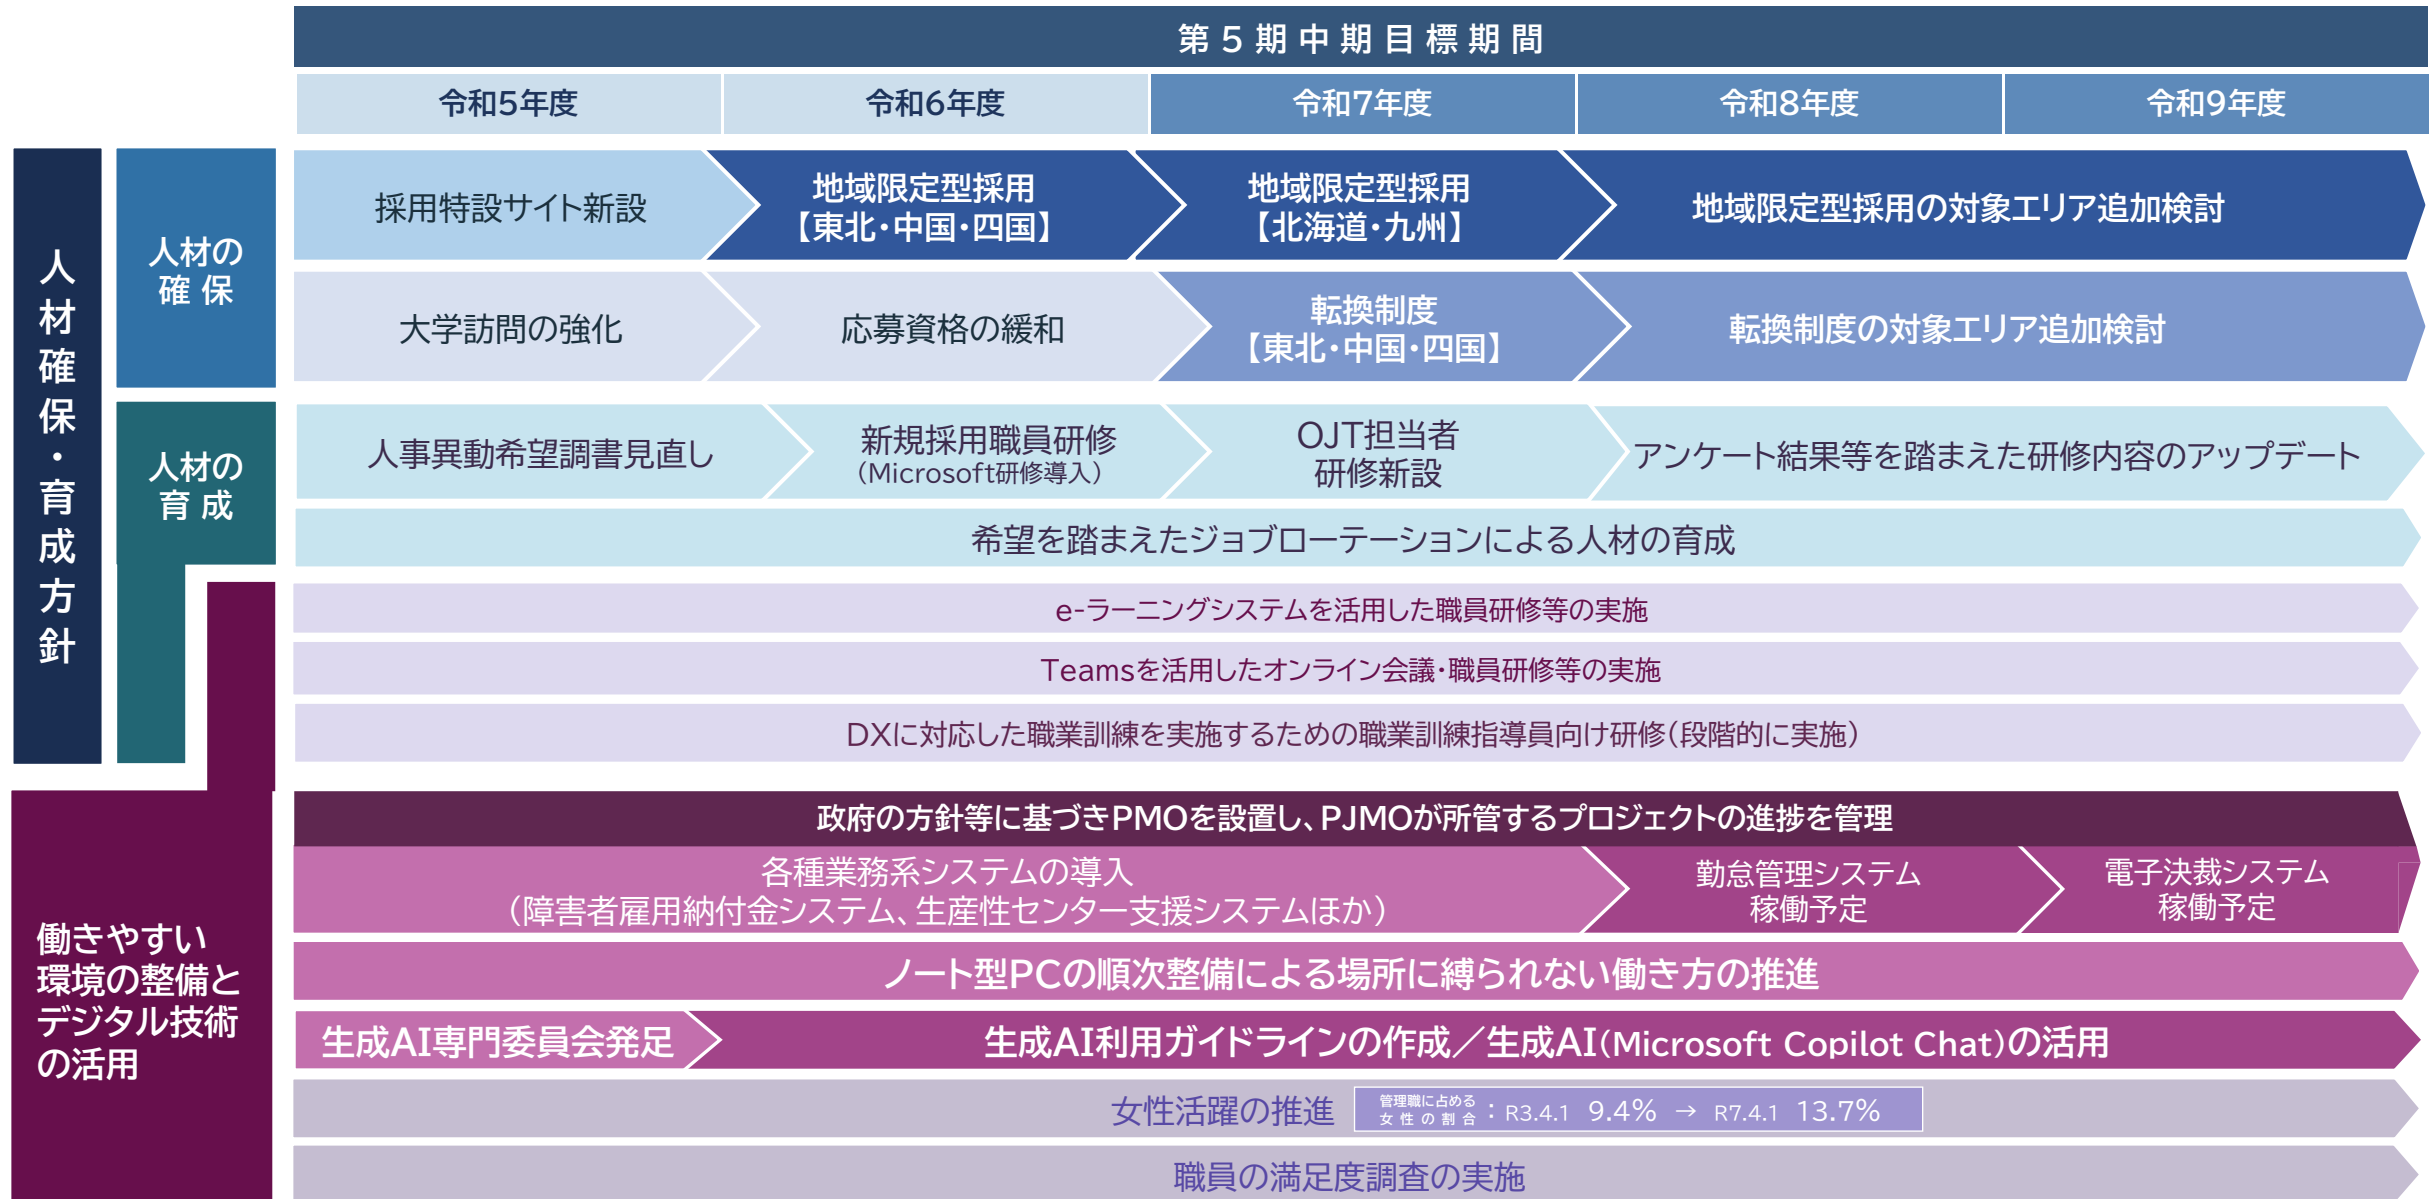 第5期中期目標期間
令和5年度
令和6年度
令和7年度
令和8年度
令和9年度
人材確保・育成方針
人材の
確保
採用特設サイト新設
地域限定型採用
【東北・中国・四国】
地域限定型採用
【北海道・九州】
地域限定型採用の対象エリア追加検討
大学訪問の強化
応募資格の緩和
転換制度
【東北・中国・四国】
転換制度の対象エリア追加検討
人材の
育成
人事異動希望調書見直し
新規採用職員研修
（Microsoft研修導入）
OJT担当者
研修新設
アンケート結果等を踏まえた研修内容のアップデート
希望を踏まえたジョブローテーションによる人材の育成
e-ラーニングシステムを活用した職員研修等の実施
Teamsを活用したオンライン会議・職員研修等の実施
DXに対応した職業訓練を実施するための職業訓練指導員向け研修（段階的に実施）
働きやすい
環境の整備と
デジタル技術
の活用
政府の方針等に基づきPMOを設置し、PJMOが所管するプロジェクトの進捗を管理
各種業務系システムの導入
（障害者雇用納付金システム、生産性センター支援システムほか）
勤怠管理システム
稼働予定
電子決裁システム
稼働予定
ノート型PCの順次整備による場所に縛られない働き方の推進
生成AI専門委員会発足
生成AI利用ガイドラインの作成／生成AI（Microsoft Copilot Chat）の活用
女性活躍の推進
管理職に占める
女性の割合：R3.4.1 9.4% → R7.4.1 13.7%
職員の満足度調査の実施